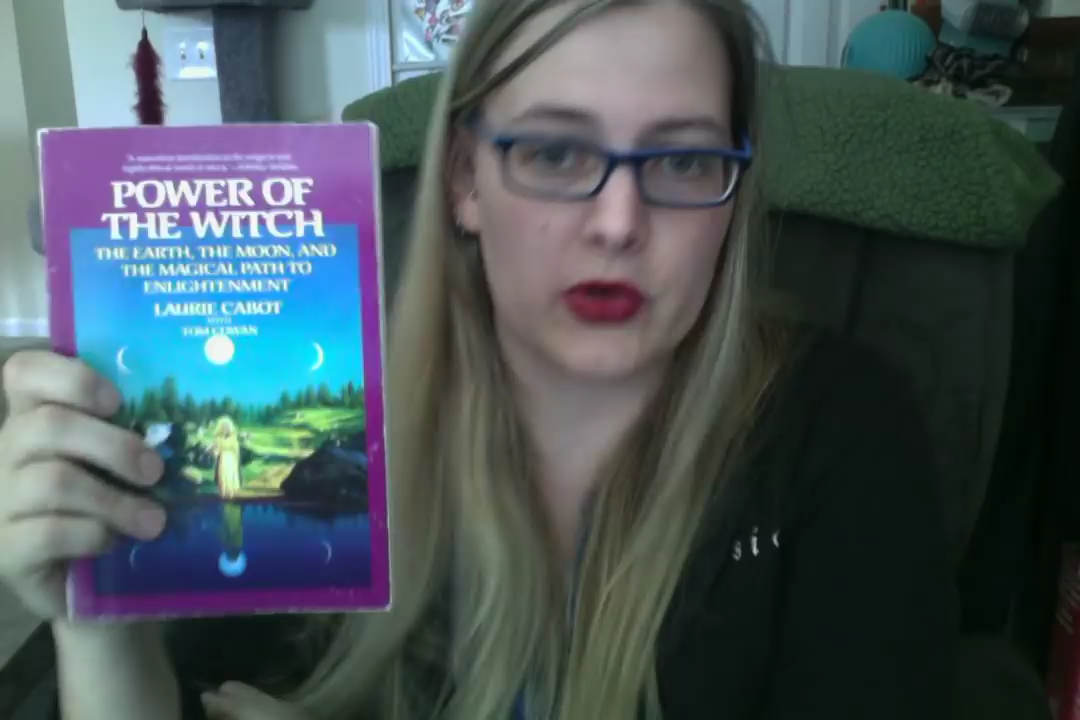 POWER OF
THE WITCH
THE EARTH, THE MOON, AND
THE MAGICAL PATH TO
ENLIGHTENMENT
LAURIE CABOT
WITH
TOM COWAN